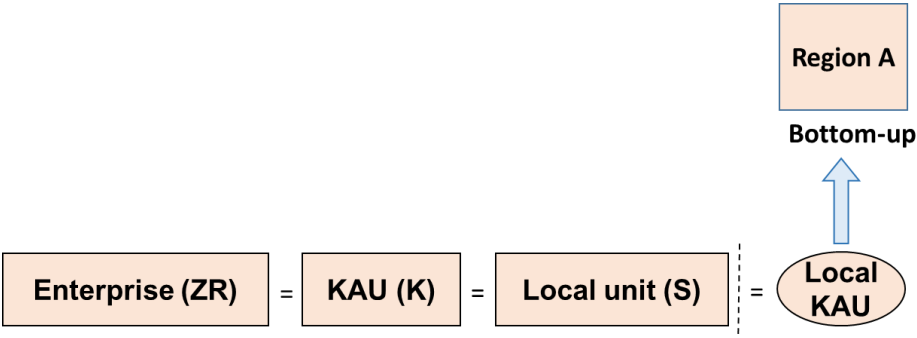 Region A
Bottom-up
Enterprise (ZR) = KAU (K) = Local unit (S) = Local
KAU